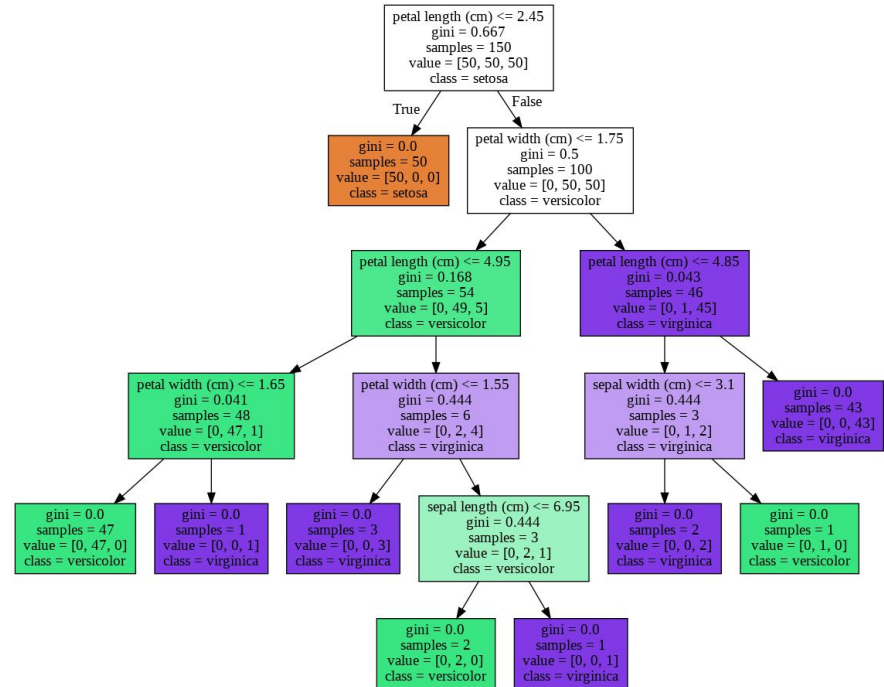 petal length (cm) <= 2.45
gini = 0.667
samples = 150
value = [50, 50, 50]
class = setosa
True
False
gini = 0.0
samples = 50
value = [50, 0, 0]
class = setosa
petal width (cm) <= 1.75
gini = 0.5
samples = 100
value = [0, 50, 50]
class = versicolor
petal length (cm) <= 4.95
gini = 0.168
samples = 54
value = [0, 49, 5]
class = versicolor
petal length (cm) <= 4.85
gini = 0.043
samples = 46
value = [0, 1, 45]
class = virginica
petal width (cm) <= 1.65
gini = 0.041
samples = 48
value = [0, 47, 1]
class = versicolor
petal width (cm) <= 1.55
gini = 0.444
samples = 6
value = [0, 2, 4]
class = virginica
sepal width (cm) <= 3.1
gini = 0.444
samples = 3
value = [0, 1, 2]
class = virginica
gini = 0.0
samples = 43
value = [0, 0, 43]
class = virginica
gini = 0.0
samples = 47
value = [0, 47, 0]
class = versicolor
gini = 0.0
samples = 1
value = [0, 0, 1]
class = virginica
gini = 0.0
samples = 3
value = [0, 0, 3]
class = virginica
sepal length (cm) <= 6.95
gini = 0.444
samples = 3
value = [0, 2, 1]
class = versicolor
gini = 0.0
samples = 2
value = [0, 0, 2]
class = virginica
gini = 0.0
samples = 1
value = [0, 1, 0]
class = versicolor
gini = 0.0
samples = 2
value = [0, 2, 0]
class = versicolor
gini = 0.0
samples = 1
value = [0, 0, 1]
class = virginica